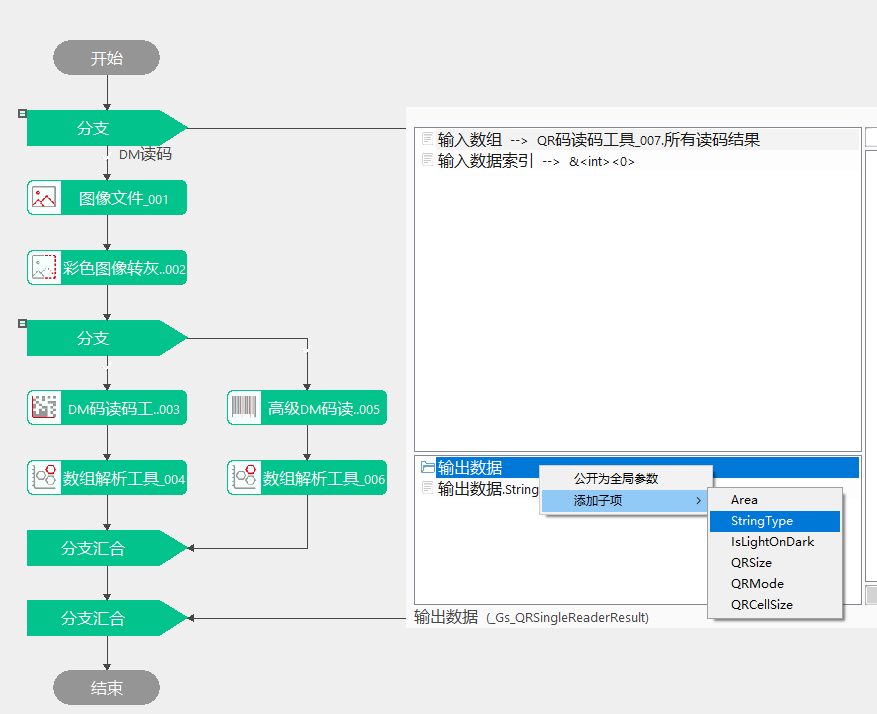 开始
分支
DM读码
图像文件_001
彩色图像转灰..002
分支
DM码读码工..003
高级DM码读..005
数组解析工具_004
数组解析工具_006
分支汇合
分支汇合
结束
输入数组 --> QR码读码工具_007.所有读码结果
输入数据索引 --> &<int><0>
输出数据
输出数据.String
公开为全局参数
添加子项
Area
StringType
IsLightOnDark
QRSize
QRMode
QRCellSize
输出数据 (_Gs_QRSingleReaderResult)